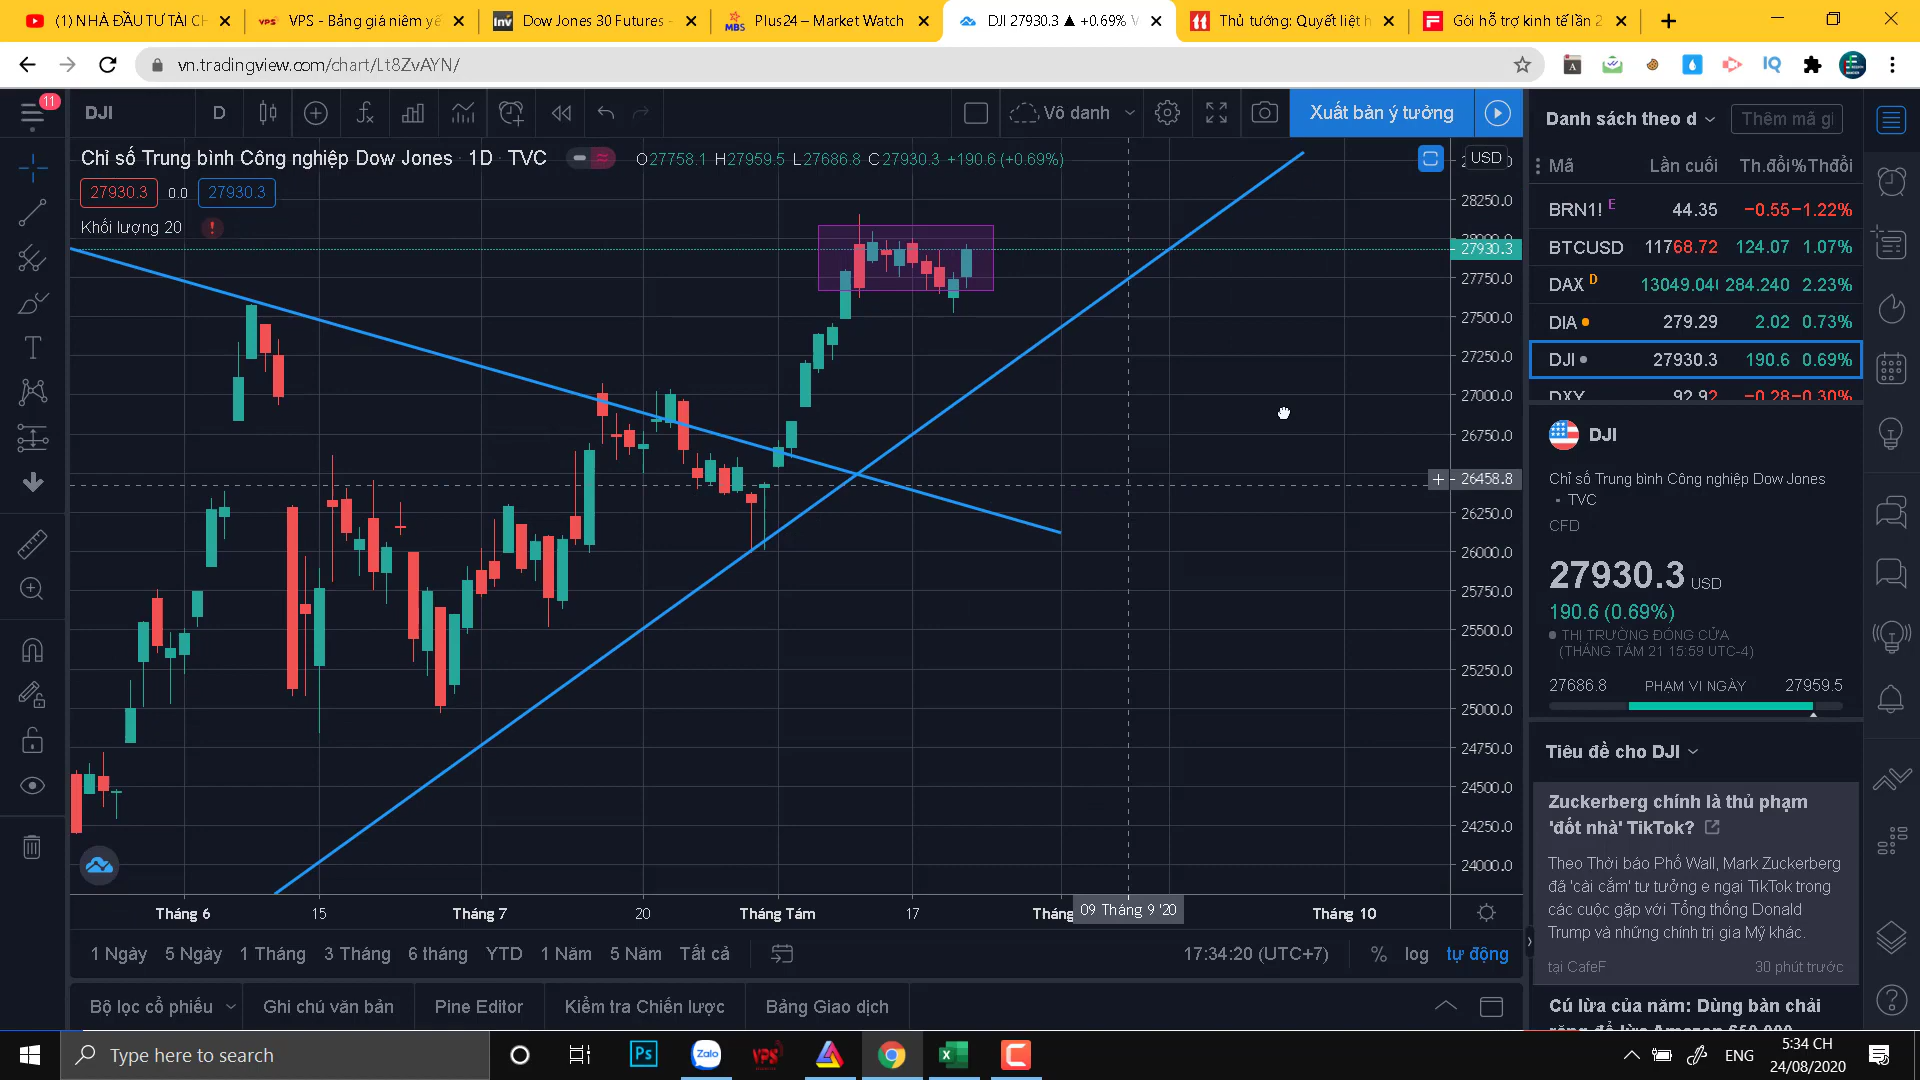 (1) NHÀ ĐẦU TƯ TÀI CH
VPS - Bảng giá niêm yế
Dow Jones 30 Futures -
Plus24 – Market Watch
DJI 27930.3 ▲ +0.69% V
Thủ tướng: Quyết liệt h
Gói hỗ trợ kinh tế lần 2
vn.tradingview.com/chart/Lt8ZvAYN/
11
DJI
D
Vô danh
Xuất bản ý tưởng
Chỉ số Trung bình Công nghiệp Dow Jones · 1D · TVC
O27758.1 H27959.5 L27686.8 C27930.3 +190.6 (+0.69%)
27930.3 0.0 27930.3
Khối lượng 20
USD
28250.0
27930.3
27750.0
27500.0
27250.0
27000.0
26750.0
26458.8
26250.0
26000.0
25750.0
25500.0
25250.0
25000.0
24750.0
24500.0
24250.0
24000.0
Tháng 6
15
Tháng 7
20
Tháng Tám
17
Tháng
09 Tháng 9 '20
Tháng 10
1 Ngày
5 Ngày
1 Tháng
3 Tháng
6 tháng
YTD
1 Năm
5 Năm
Tất cả
17:34:20 (UTC+7)
%
log
tự động
Bộ lọc cổ phiếu
Ghi chú văn bản
Pine Editor
Kiểm tra Chiến lược
Bảng Giao dịch
Danh sách theo d
Thêm mã gi
Mã Lần cuối Th.đổi %Thđổi
BRN1! E 44.35 −0.55 −1.22%
BTCUSD 11768.72 124.07 1.07%
DAX D 13049.040 284.240 2.23%
DIA 279.29 2.02 0.73%
DJI 27930.3 190.6 0.69%
DXY 92.92 −0.28 −0.30%
DJI
Chỉ số Trung bình Công nghiệp Dow Jones
TVC
CFD
27930.3 USD
190.6 (0.69%)
THỊ TRƯỜNG ĐÓNG CỬA
(THÁNG TÁM 21 15:59 UTC-4)
27686.8 PHẠM VI NGÀY 27959.5
Tiêu đề cho DJI
Zuckerberg chính là thủ phạm
'đốt nhà' TikTok?
Theo Thời báo Phố Wall, Mark Zuckerberg
đã 'cài cắm' tư tưởng e ngại TikTok trong
các cuộc gặp với Tổng thống Donald
Trump và những chính trị gia Mỹ khác.
tại CafeF 30 phút trước
Cú lừa của năm: Dùng bàn chải
Type here to search
ENG
5:34 CH
24/08/2020